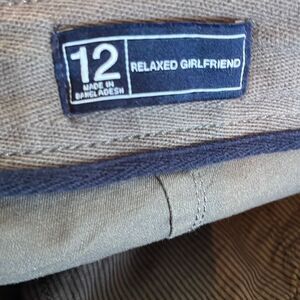 12
MADE IN
BANGLADESH
RELAXED GIRLFRIEND